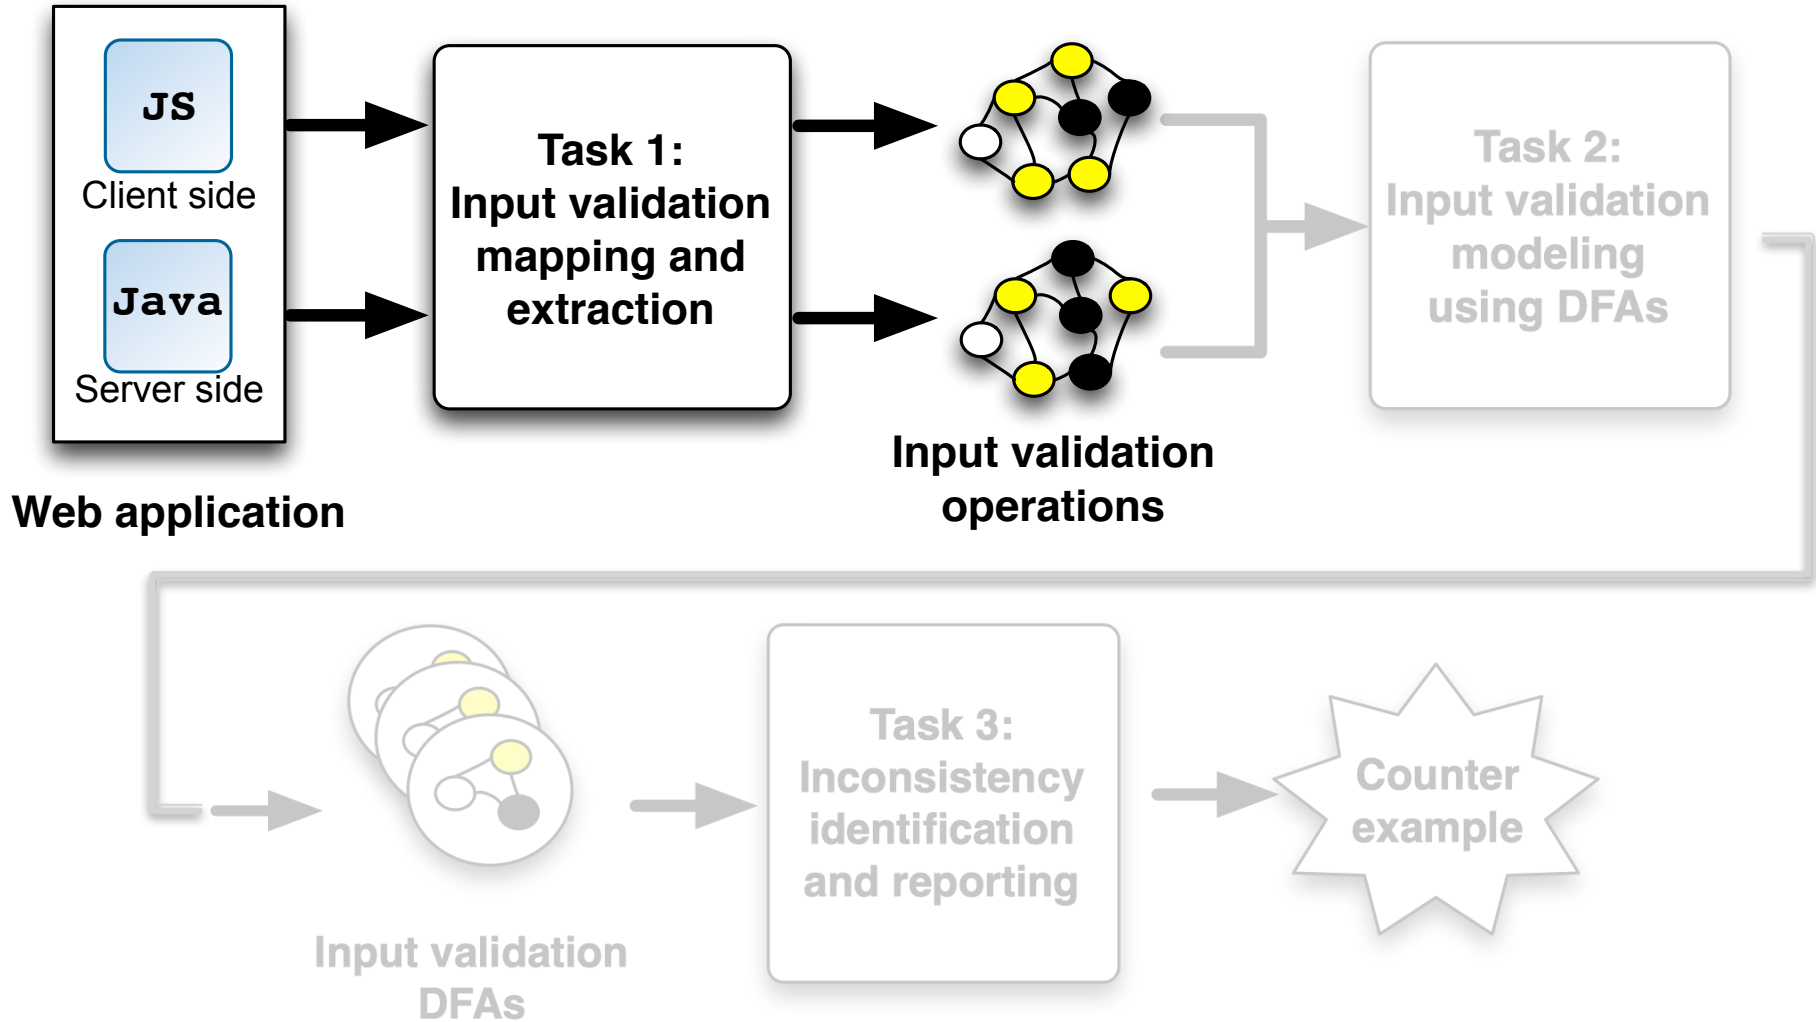 JS
Client side
Java
Server side
Web application
Task 1:
Input validation
mapping and
extraction
Input validation
operations
Task 2:
Input validation
modeling
using DFAs
Input validation
DFAs
Task 3:
Inconsistency
identification
and reporting
Counter
example